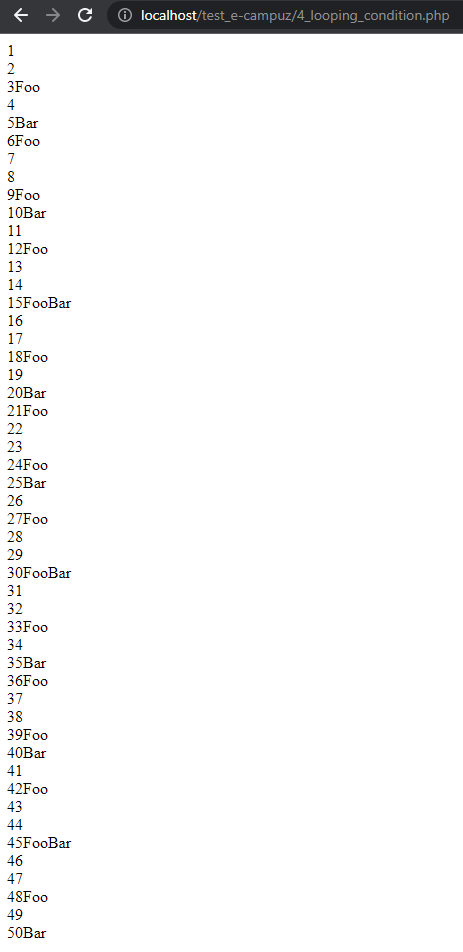 localhost/test_e-campuz/4_looping_condition.php
1
2
3Foo
4
5Bar
6Foo
7
8
9Foo
10Bar
11
12Foo
13
14
15FooBar
16
17
18Foo
19
20Bar
21Foo
22
23
24Foo
25Bar
26
27Foo
28
29
30FooBar
31
32
33Foo
34
35Bar
36Foo
37
38
39Foo
40Bar
41
42Foo
43
44
45FooBar
46
47
48Foo
49
50Bar